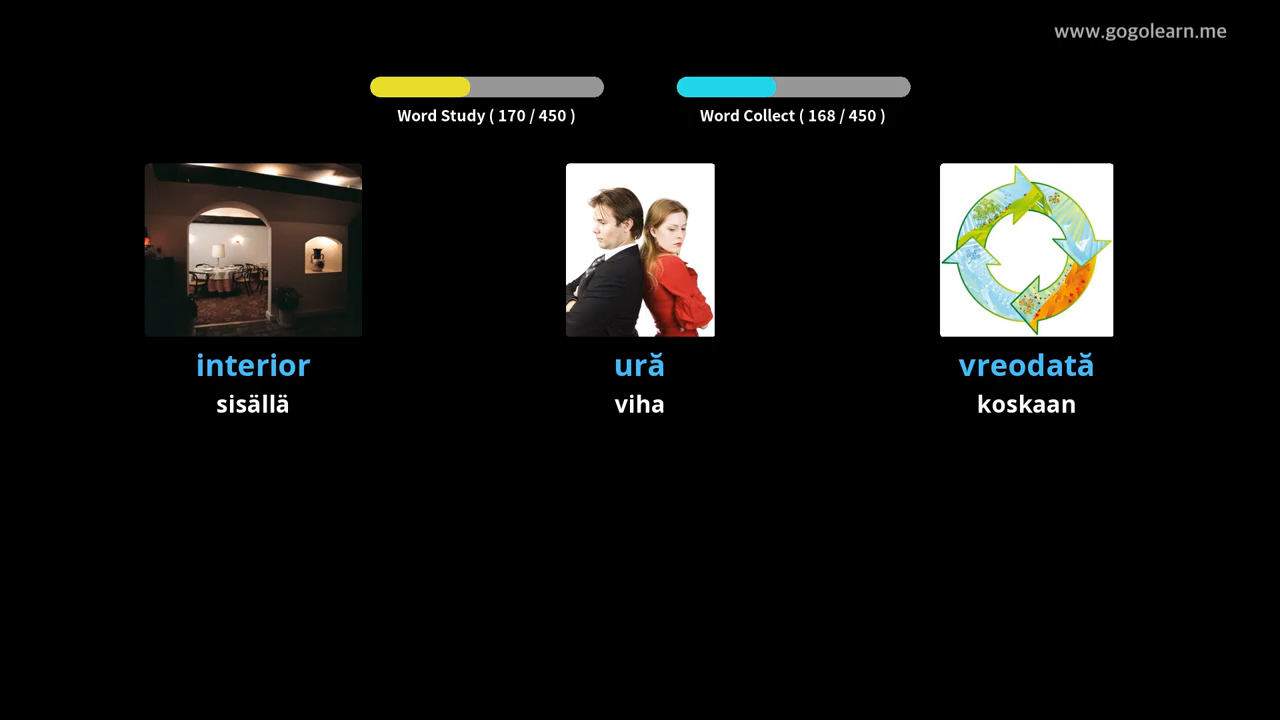 www.gogolearn.me
Word Study ( 170 / 450 )
Word Collect ( 168 / 450 )
interior
sisällä
ură
viha
vreodată
koskaan